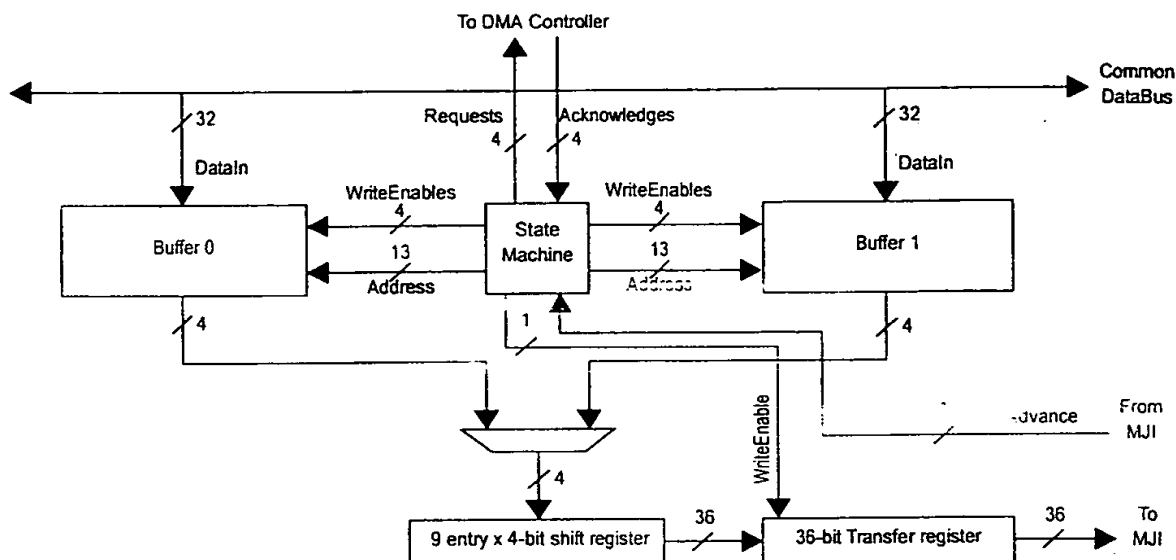 To DMA Controller
Common
DataBus
32
Requests
4
Acknowledges
4
32
DataIn
DataIn
WriteEnables
4
WriteEnables
4
Buffer 0
State
Machine
Buffer 1
13
Address
13
Address
4
1
4
WriteEnable
From
MJI
4
9 entry x 4-bit shift register
36
36-bit Transfer register
36
To
MJI